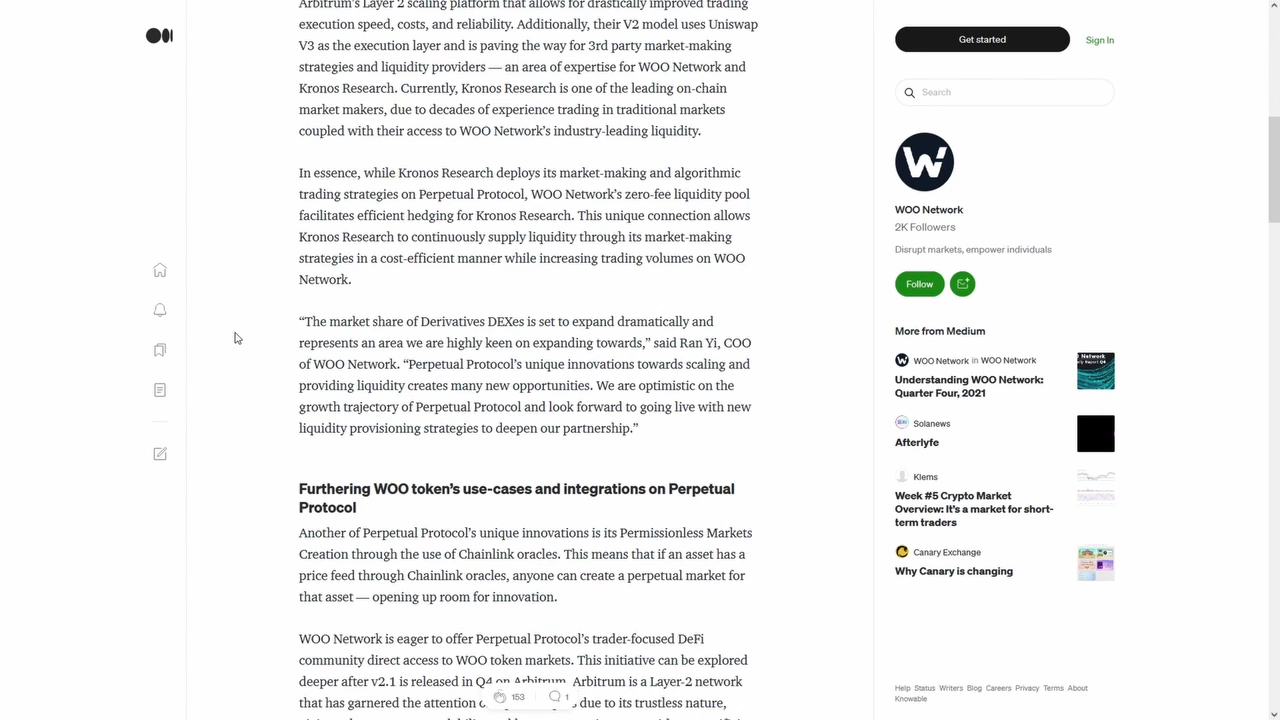 Arbitrum's Layer 2 scaling platform that allows for drastically improved trading
execution speed, costs, and reliability. Additionally, their V2 model uses Uniswap
V3 as the execution layer and is paving the way for 3rd party market-making
strategies and liquidity providers — an area of expertise for WOO Network and
Kronos Research. Currently, Kronos Research is one of the leading on-chain
market makers, due to decades of experience trading in traditional markets
coupled with their access to WOO Network's industry-leading liquidity.
In essence, while Kronos Research deploys its market-making and algorithmic
trading strategies on Perpetual Protocol, WOO Network's zero-fee liquidity pool
facilitates efficient hedging for Kronos Research. This unique connection allows
Kronos Research to continuously supply liquidity through its market-making
strategies in a cost-efficient manner while increasing trading volumes on WOO
Network.
“The market share of Derivatives DEXes is set to expand dramatically and
represents an area we are highly keen on expanding towards,” said Ran Yi, COO
of WOO Network. “Perpetual Protocol's unique innovations towards scaling and
providing liquidity creates many new opportunities. We are optimistic on the
growth trajectory of Perpetual Protocol and look forward to going live with new
liquidity provisioning strategies to deepen our partnership.”
Furthering WOO token's use-cases and integrations on Perpetual
Protocol
Another of Perpetual Protocol's unique innovations is its Permissionless Markets
Creation through the use of Chainlink oracles. This means that if an asset has a
price feed through Chainlink oracles, anyone can create a perpetual market for
that asset — opening up room for innovation.
WOO Network is eager to offer Perpetual Protocol's trader-focused DeFi
community direct access to WOO token markets. This initiative can be explored
deeper after v2.1 is released in Q4 on Arbitrum. Arbitrum is a Layer-2 network
that has garnered the attention due to its trustless nature,
153
1
Get started
Sign In
Search
WOO Network
2K Followers
Disrupt markets, empower individuals
Follow
More from Medium
WOO Network in WOO Network
Understanding WOO Network:
Quarter Four, 2021
Solanews
Afterlyfe
Klems
Week #5 Crypto Market
Overview: It's a market for short-
term traders
Canary Exchange
Why Canary is changing
Help Status Writers Blog Careers Privacy Terms About
Knowable